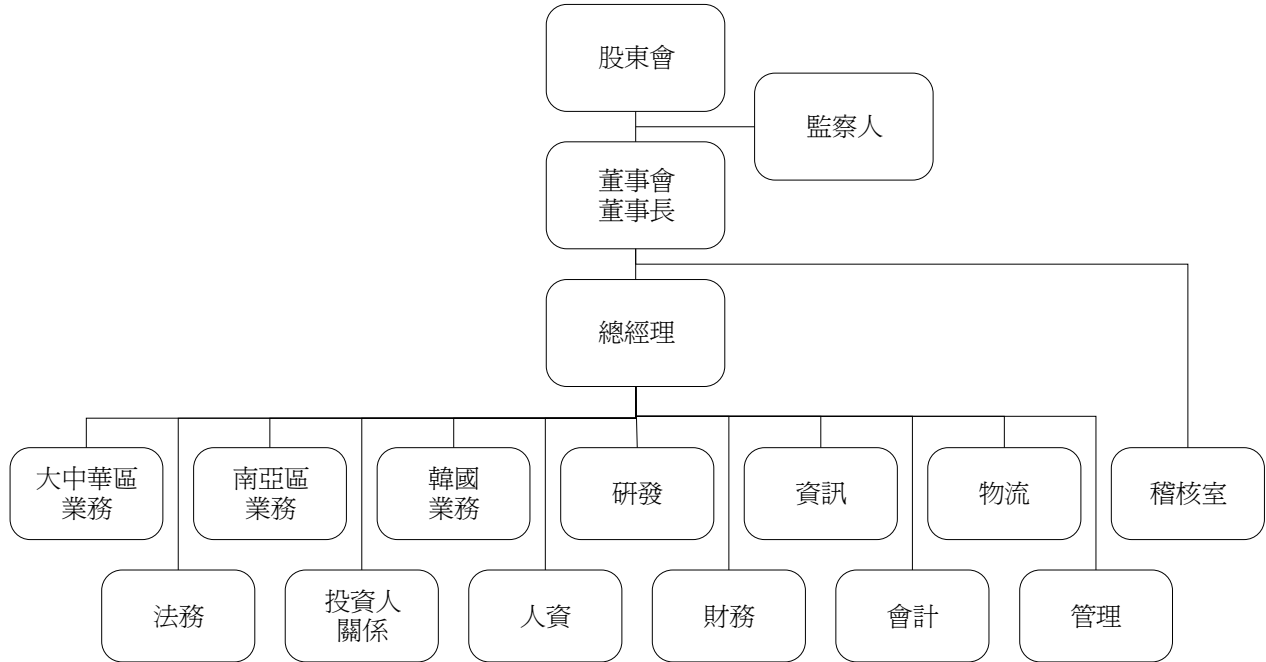 股東會
監察人
董事會
董事長
總經理
大中華區
業務
南亞區
業務
韓國
業務
研發
資訊
物流
稽核室
法務
投資人
關係
人資
財務
會計
管理